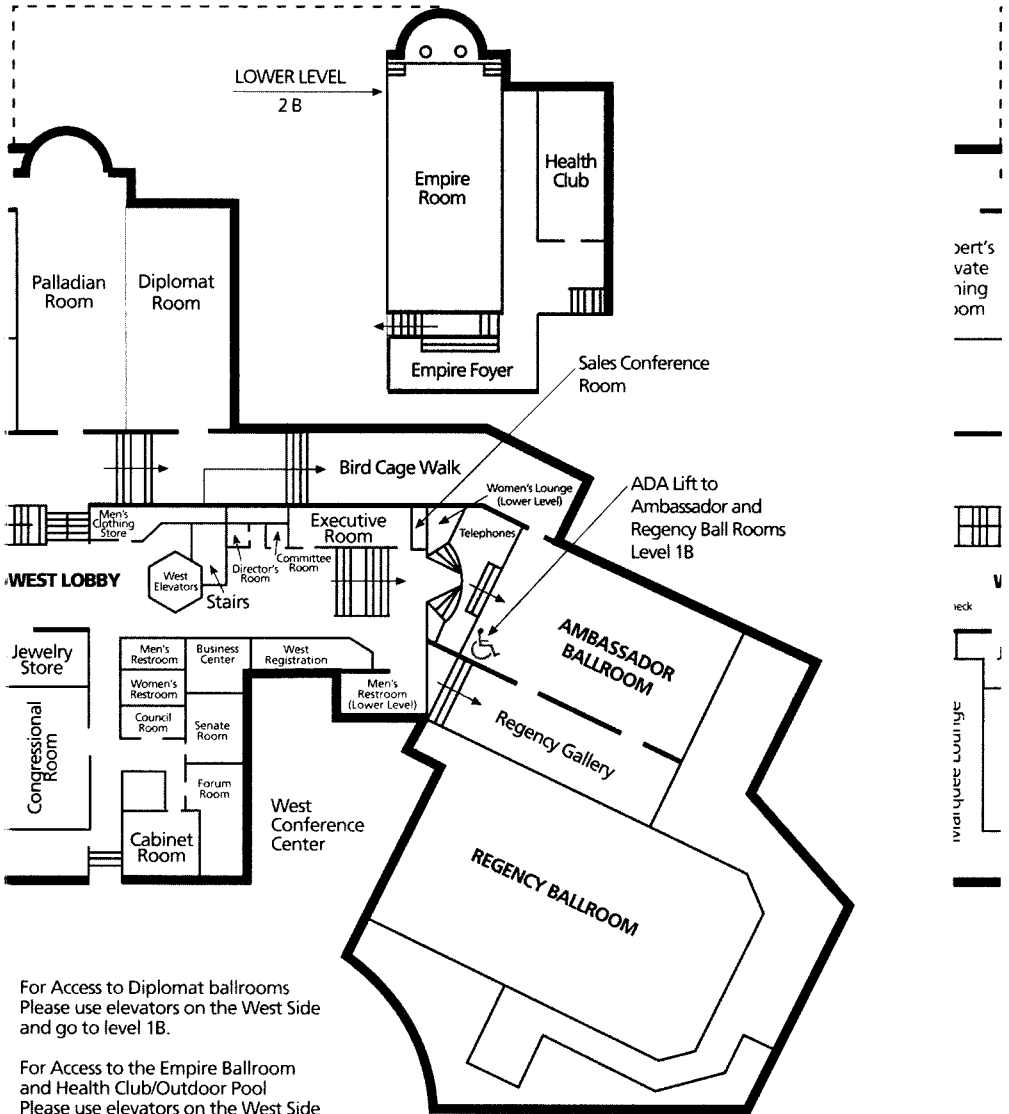 LOWER LEVEL
2 B
Empire
Room
Health
Club
Palladian
Room
Diplomat
Room
Empire Foyer
Sales Conference
Room
Bird Cage Walk
Women's Lounge
(Lower Level)
ADA Lift to
Ambassador and
Regency Ball Rooms
Level 1B
Men's
Clothing
Store
Executive
Room
Telephones
Director's
Room
Committee
Room
WEST LOBBY
West
Elevators
Stairs
AMBASSADOR
BALLROOM
Jewelry
Store
Men's
Restroom
Business
Center
West
Registration
Women's
Restroom
Men's
Restroom
(Lower Level)
Council
Room
Senate
Room
Regency Gallery
Congressional
Room
Forum
Room
West
Conference
Center
Cabinet
Room
REGENCY BALLROOM
For Access to Diplomat ballrooms
Please use elevators on the West Side
and go to level 1B.
For Access to the Empire Ballroom
and Health Club/Outdoor Pool
Please use elevators on the West Side
Marquee Lounge